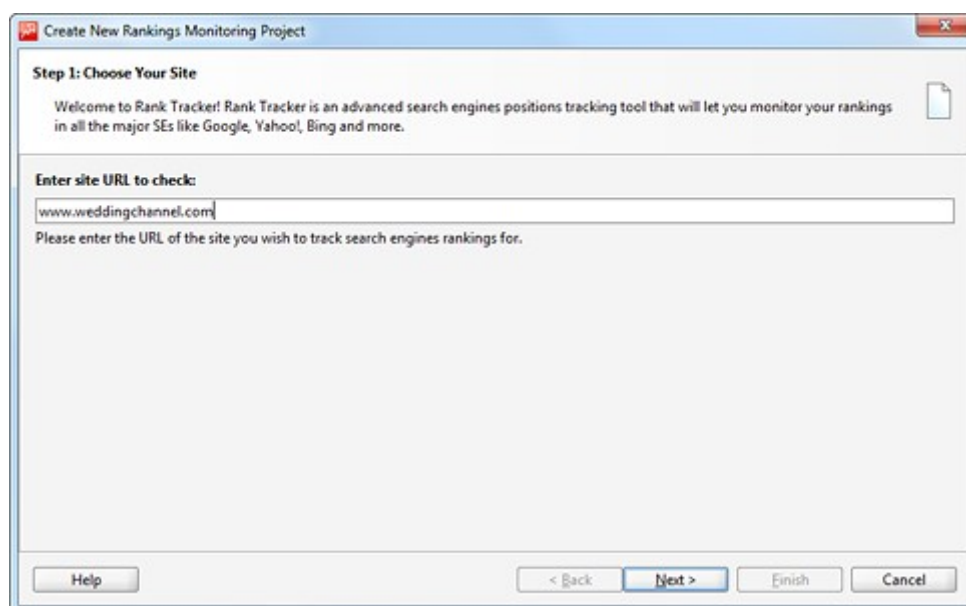 Create New Rankings Monitoring Project
Step 1: Choose Your Site
Welcome to Rank Tracker! Rank Tracker is an advanced search engines positions tracking tool that will let you monitor your rankings
in all the major SEs like Google, Yahoo!, Bing and more.
Enter site URL to check:
www.weddingchannel.com
Please enter the URL of the site you wish to track search engines rankings for.
Help < Back Next > Finish Cancel